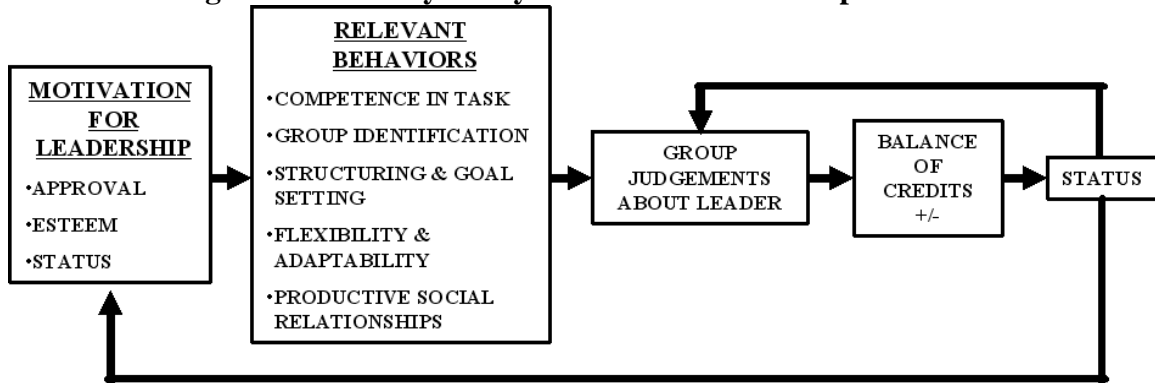 MOTIVATION
FOR
LEADERSHIP
•APPROVAL
•ESTEEM
•STATUS
RELEVANT
BEHAVIORS
•COMPETENCE IN TASK
•GROUP IDENTIFICATION
•STRUCTURING & GOAL
SETTING
•FLEXIBILITY &
ADAPTABILITY
•PRODUCTIVE SOCIAL
RELATIONSHIPS
GROUP
JUDGEMENTS
ABOUT LEADER
BALANCE
OF
CREDITS
+/-
STATUS